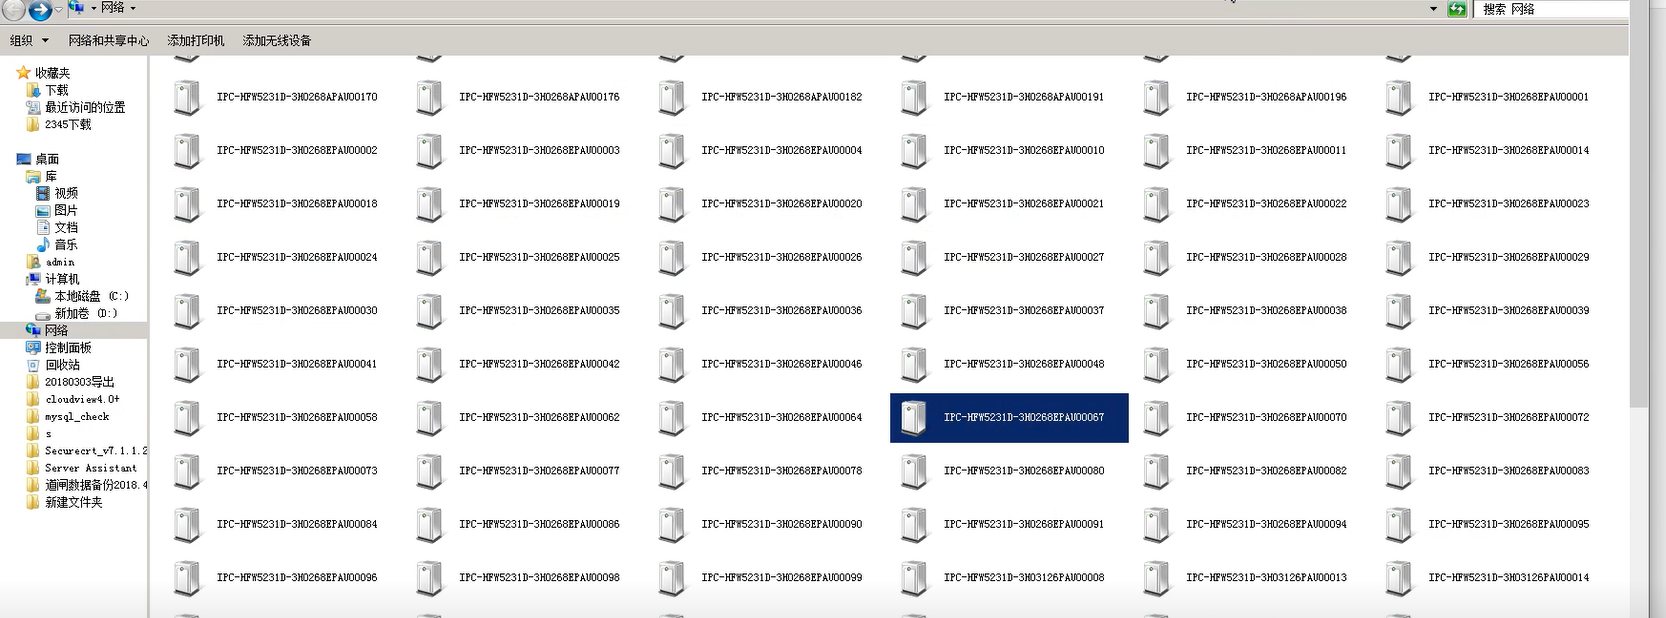 网络
搜索 网络
组织 网络和共享中心 添加打印机 添加无线设备
收藏夹
下载
最近访问的位置
2345下载
桌面
库
视频
图片
文档
音乐
admin
计算机
本地磁盘 (C:)
新加卷 (D:)
网络
控制面板
回收站
20180303导出
cloudview4.0+
mysql_check
s
Securecrt_v7.1.1.2
Server Assistant
道闸数据备份2018.4
新建文件夹
IPC-HFW5231D-3H0268APAU00170 IPC-HFW5231D-3H0268APAU00176 IPC-HFW5231D-3H0268APAU00182 IPC-HFW5231D-3H0268APAU00191 IPC-HFW5231D-3H0268APAU00196 IPC-HFW5231D-3H0268EPAU00001
IPC-HFW5231D-3H0268EPAU00002 IPC-HFW5231D-3H0268EPAU00003 IPC-HFW5231D-3H0268EPAU00004 IPC-HFW5231D-3H0268EPAU00010 IPC-HFW5231D-3H0268EPAU00011 IPC-HFW5231D-3H0268EPAU00014
IPC-HFW5231D-3H0268EPAU00018 IPC-HFW5231D-3H0268EPAU00019 IPC-HFW5231D-3H0268EPAU00020 IPC-HFW5231D-3H0268EPAU00021 IPC-HFW5231D-3H0268EPAU00022 IPC-HFW5231D-3H0268EPAU00023
IPC-HFW5231D-3H0268EPAU00024 IPC-HFW5231D-3H0268EPAU00025 IPC-HFW5231D-3H0268EPAU00026 IPC-HFW5231D-3H0268EPAU00027 IPC-HFW5231D-3H0268EPAU00028 IPC-HFW5231D-3H0268EPAU00029
IPC-HFW5231D-3H0268EPAU00030 IPC-HFW5231D-3H0268EPAU00035 IPC-HFW5231D-3H0268EPAU00036 IPC-HFW5231D-3H0268EPAU00037 IPC-HFW5231D-3H0268EPAU00038 IPC-HFW5231D-3H0268EPAU00039
IPC-HFW5231D-3H0268EPAU00041 IPC-HFW5231D-3H0268EPAU00042 IPC-HFW5231D-3H0268EPAU00046 IPC-HFW5231D-3H0268EPAU00048 IPC-HFW5231D-3H0268EPAU00050 IPC-HFW5231D-3H0268EPAU00056
IPC-HFW5231D-3H0268EPAU00058 IPC-HFW5231D-3H0268EPAU00062 IPC-HFW5231D-3H0268EPAU00064 IPC-HFW5231D-3H0268EPAU00067 IPC-HFW5231D-3H0268EPAU00070 IPC-HFW5231D-3H0268EPAU00072
IPC-HFW5231D-3H0268EPAU00073 IPC-HFW5231D-3H0268EPAU00077 IPC-HFW5231D-3H0268EPAU00078 IPC-HFW5231D-3H0268EPAU00080 IPC-HFW5231D-3H0268EPAU00082 IPC-HFW5231D-3H0268EPAU00083
IPC-HFW5231D-3H0268EPAU00084 IPC-HFW5231D-3H0268EPAU00086 IPC-HFW5231D-3H0268EPAU00090 IPC-HFW5231D-3H0268EPAU00091 IPC-HFW5231D-3H0268EPAU00094 IPC-HFW5231D-3H0268EPAU00095
IPC-HFW5231D-3H0268EPAU00096 IPC-HFW5231D-3H0268EPAU00098 IPC-HFW5231D-3H0268EPAU00099 IPC-HFW5231D-3H03126PAU00008 IPC-HFW5231D-3H03126PAU00013 IPC-HFW5231D-3H03126PAU00014